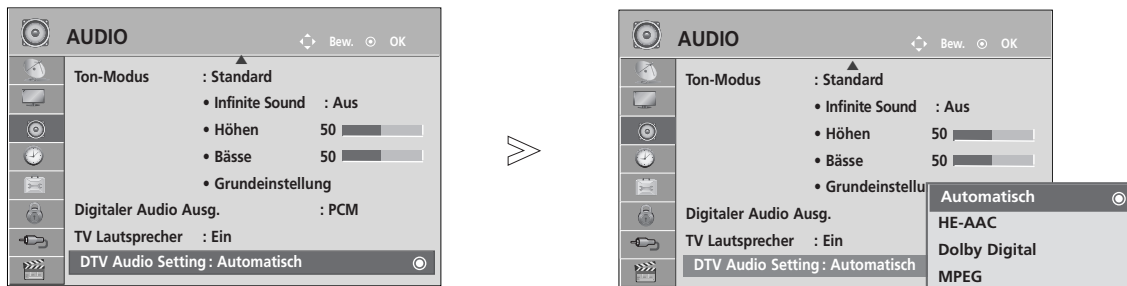 AUDIO
Bew. OK
Ton-Modus : Standard
• Infinite Sound : Aus
• Höhen 50
• Bässe 50
• Grundeinstellung
Digitaler Audio Ausg. : PCM
TV Lautsprecher : Ein
DTV Audio Setting : Automatisch
>
AUDIO
Bew. OK
Ton-Modus : Standard
• Infinite Sound : Aus
• Höhen 50
• Bässe 50
• Grundeinstellu
Digitaler Audio Ausg.
TV Lautsprecher : Ein
DTV Audio Setting : Automatisch
Automatisch
HE-AAC
Dolby Digital
MPEG